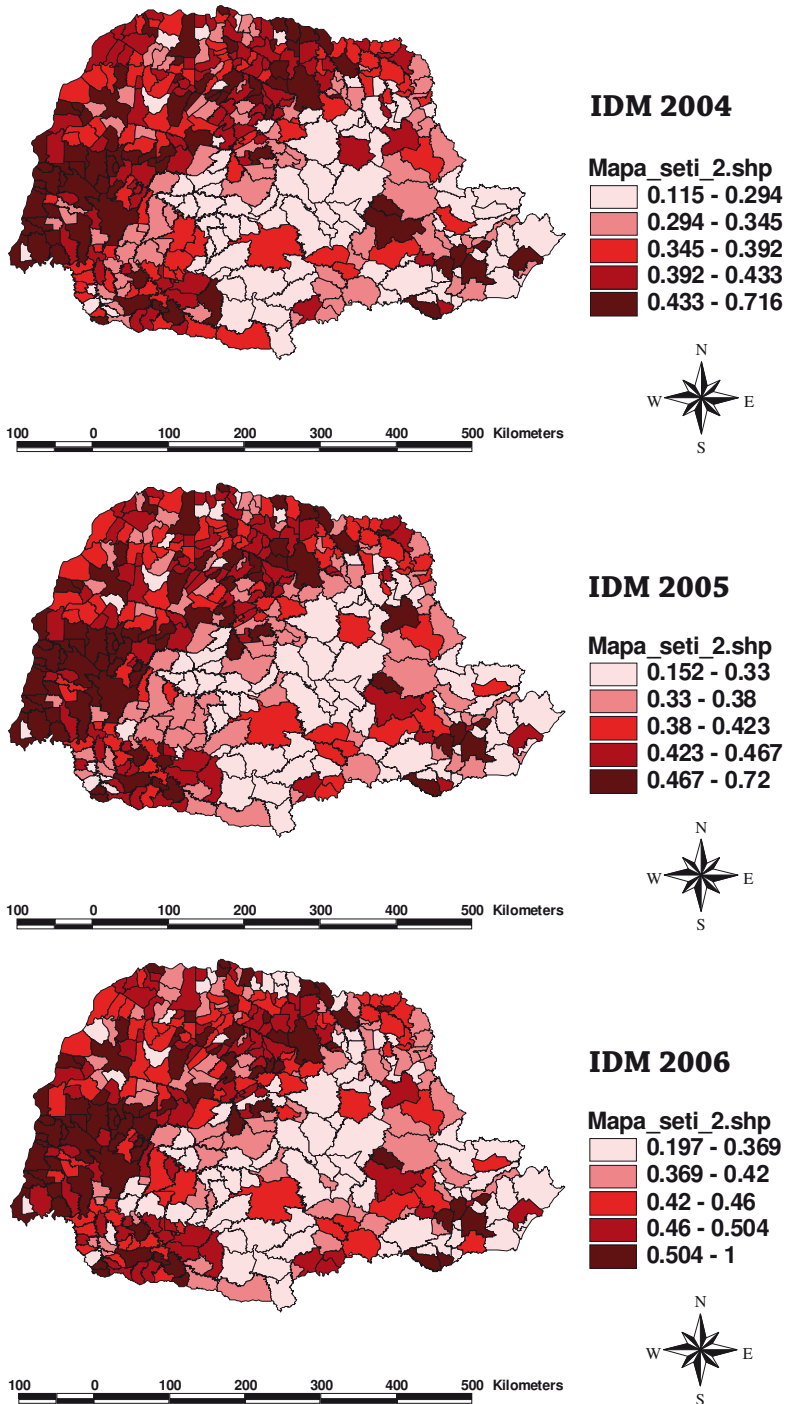 IDM 2004
Mapa_seti_2.shp
0.115 - 0.294
0.294 - 0.345
0.345 - 0.392
0.392 - 0.433
0.433 - 0.716
N
W E
S
100 0 100 200 300 400 500 Kilometers
IDM 2005
Mapa_seti_2.shp
0.152 - 0.33
0.33 - 0.38
0.38 - 0.423
0.423 - 0.467
0.467 - 0.72
N
W E
S
100 0 100 200 300 400 500 Kilometers
IDM 2006
Mapa_seti_2.shp
0.197 - 0.369
0.369 - 0.42
0.42 - 0.46
0.46 - 0.504
0.504 - 1
N
W E
S
100 0 100 200 300 400 500 Kilometers